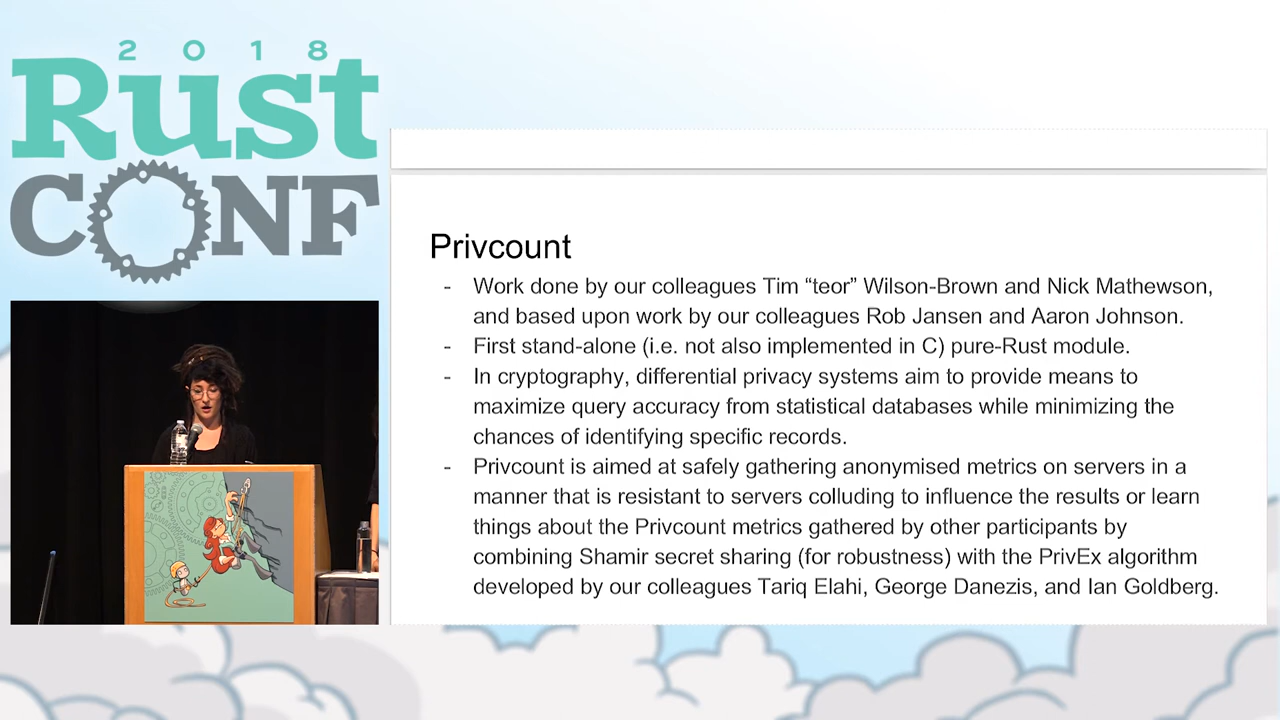 2018
Rust
CONF
Privcount
- Work done by our colleagues Tim “teor” Wilson-Brown and Nick Mathewson,
and based upon work by our colleagues Rob Jansen and Aaron Johnson.
- First stand-alone (i.e. not also implemented in C) pure-Rust module.
- In cryptography, differential privacy systems aim to provide means to
maximize query accuracy from statistical databases while minimizing the
chances of identifying specific records.
- Privcount is aimed at safely gathering anonymised metrics on servers in a
manner that is resistant to servers colluding to influence the results or learn
things about the Privcount metrics gathered by other participants by
combining Shamir secret sharing (for robustness) with the PrivEx algorithm
developed by our colleagues Tariq Elahi, George Danezis, and Ian Goldberg.